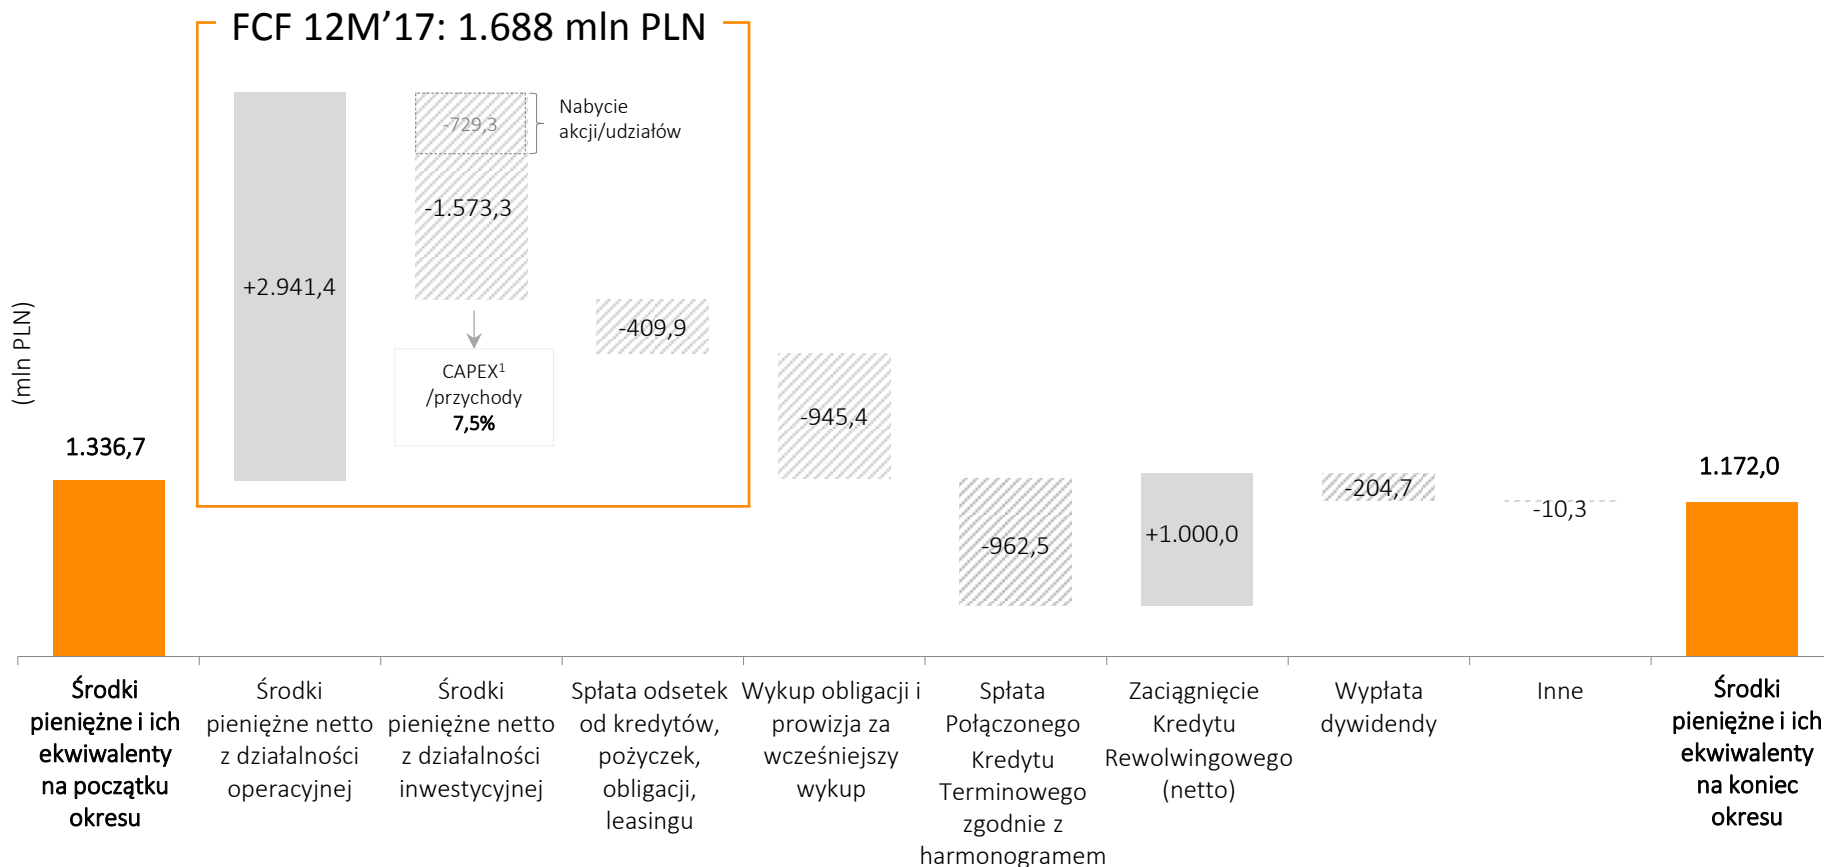 FCF 12M’17: 1.688 mln PLN
-729,3
Nabycie
akcji/udziałów
-1.573,3
+2.941,4
-409,9
CAPEX¹
/przychody
7,5%
(mln PLN)
-945,4
1.336,7
-962,5
+1.000,0
-204,7
-10,3
1.172,0
Środki
pieniężne i ich
ekwiwalenty
na początku
okresu
Środki
pieniężne netto
z działalności
operacyjnej
Środki
pieniężne netto
z działalności
inwestycyjnej
Spłata odsetek
od kredytów,
pożyczek,
obligacji,
leasingu
Wykup obligacji i
prowizja za
wcześniejszy
wykup
Spłata
Połączonego
Kredytu
Terminowego
zgodnie z
harmonogramem
Zaciągnięcie
Kredytu
Rewolwingowego
(netto)
Wypłata
dywidendy
Inne
Środki
pieniężne i ich
ekwiwalenty
na koniec
okresu